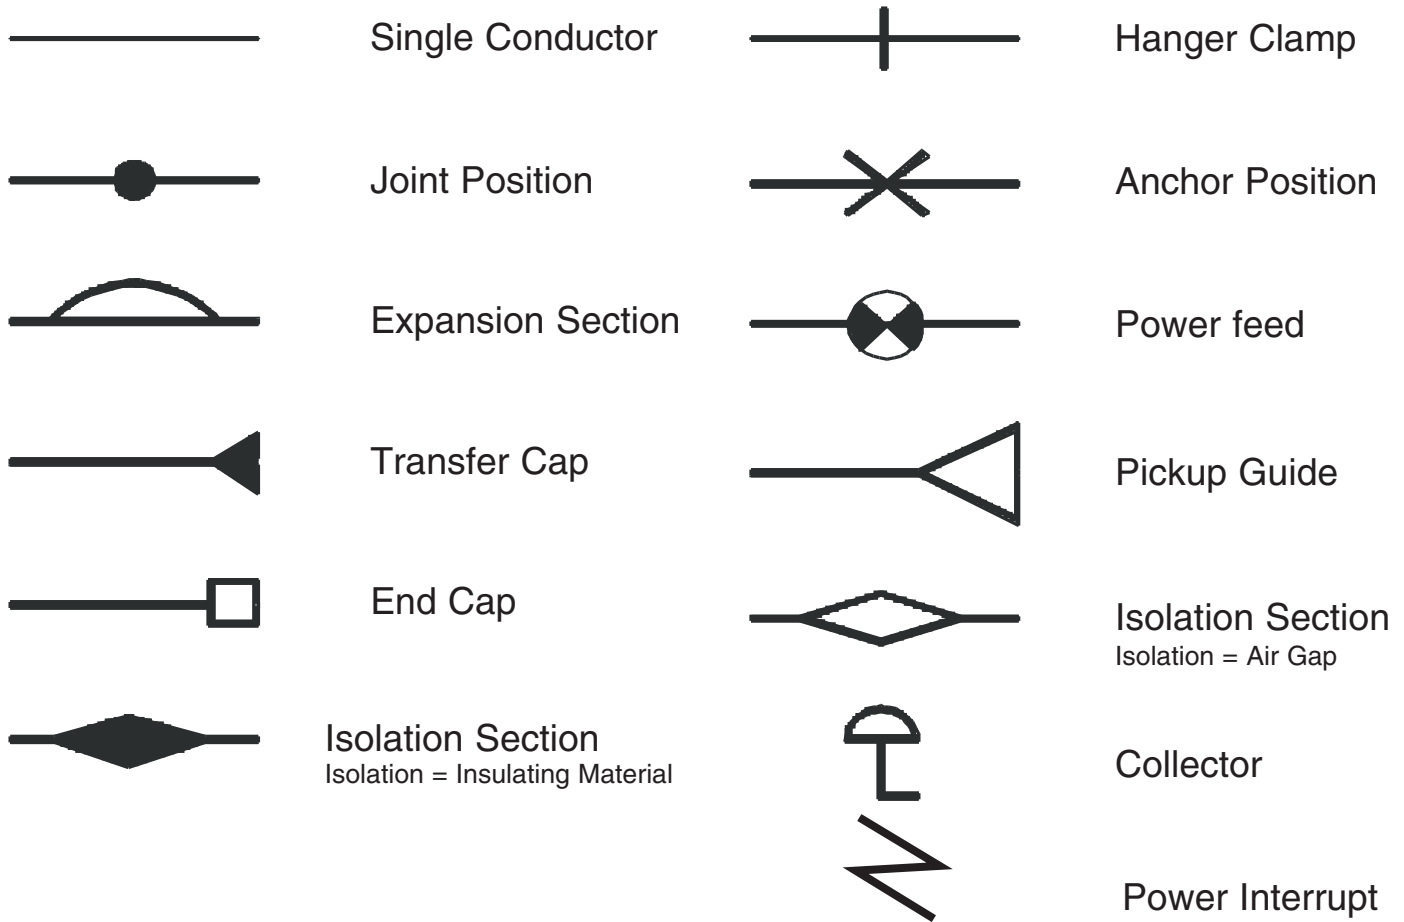 Single Conductor
Hanger Clamp
Joint Position
Anchor Position
Expansion Section
Power feed
Transfer Cap
Pickup Guide
End Cap
Isolation Section
Isolation = Air Gap
Isolation Section
Isolation = Insulating Material
Collector
Power Interrupt